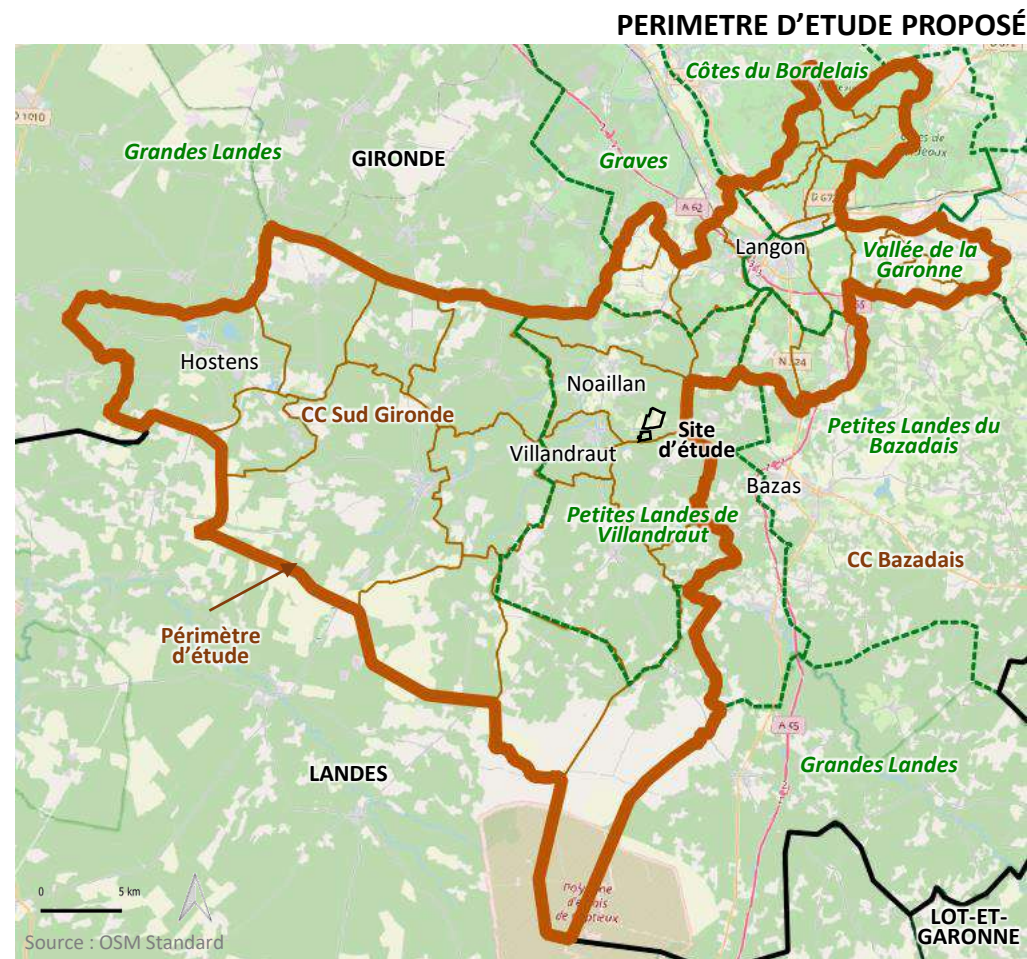 PERIMETRE D’ETUDE PROPOSÉ
Côtes du Bordelais
D 1010
Grandes Landes
GIRONDE
Graves
A 62
D 672
Langon
Vallée de la
Garonne
Hostens
Noaillan
CC Sud Gironde
Site
d’étude
Villandraut
Petites Landes du
Bazadais
Bazas
Petites Landes de
Villandraut
CC Bazadais
Périmètre
d’étude
A 65
LANDES
Grandes Landes
0
5 km
LOT-ET-
GARONNE
Source : OSM Standard